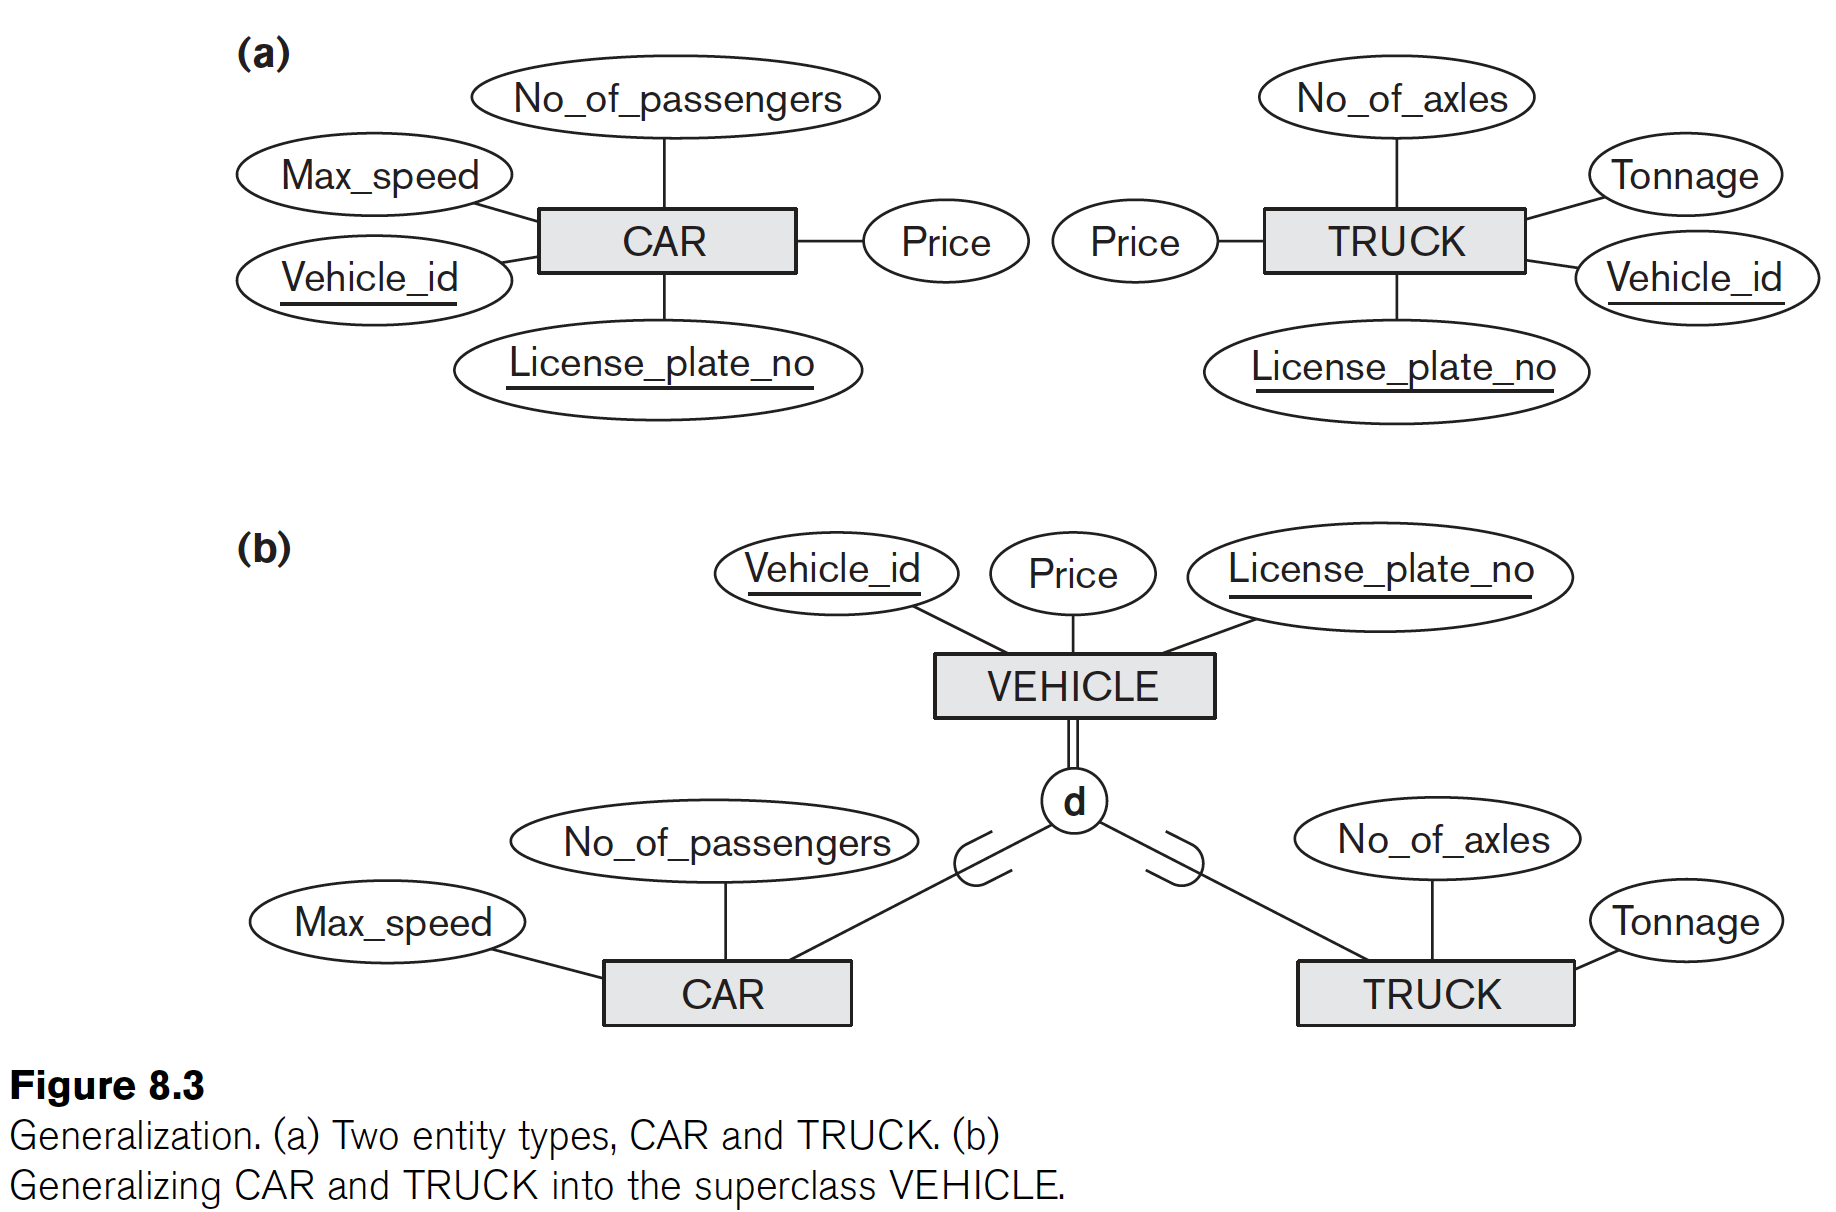 (a)
No_of_passengers
No_of_axles
Max_speed
Tonnage
CAR
Price
Price
TRUCK
Vehicle_id
Vehicle_id
License_plate_no
License_plate_no
(b)
Vehicle_id
Price
License_plate_no
VEHICLE
d
No_of_passengers
No_of_axles
Max_speed
Tonnage
CAR
TRUCK
Figure 8.3
Generalization. (a) Two entity types, CAR and TRUCK. (b)
Generalizing CAR and TRUCK into the superclass VEHICLE.